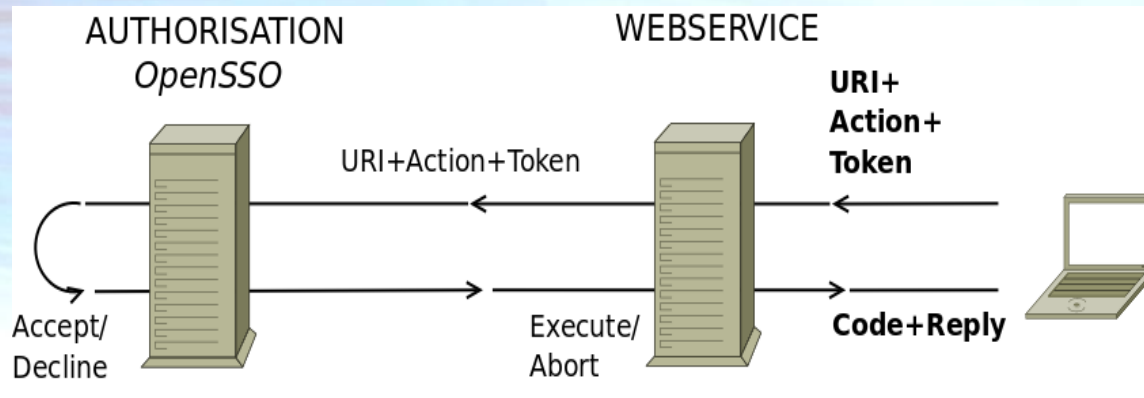 AUTHORISATION
OpenSSO
WEBSERVICE
URI+
Action+
Token
URI+Action+Token
Accept/
Decline
Execute/
Abort
Code+Reply